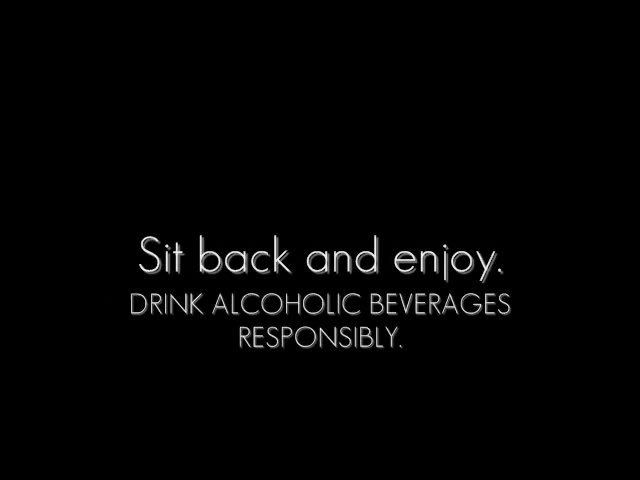 Sit back and enjoy.
DRINK ALCOHOLIC BEVERAGES
RESPONSIBLY.